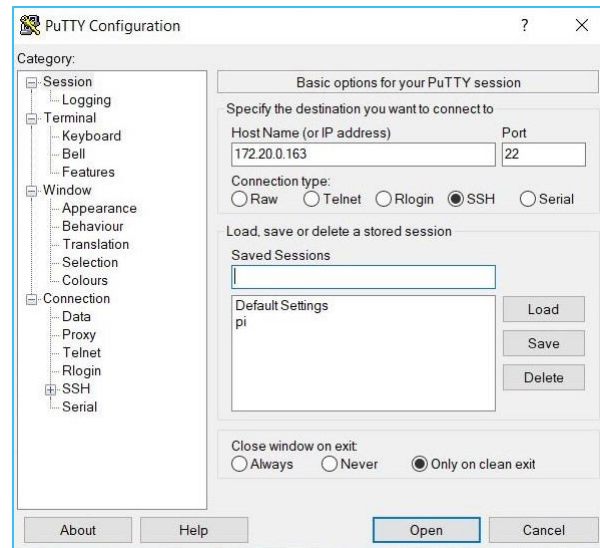 PuTTY Configuration
?
Category:
Session
Logging
Terminal
Keyboard
Bell
Features
Window
Appearance
Behaviour
Translation
Selection
Colours
Connection
Data
Proxy
Telnet
Rlogin
SSH
Serial
Basic options for your PuTTY session
Specify the destination you want to connect to
Host Name (or IP address) Port
172.20.0.163 22
Connection type:
Raw Telnet Rlogin SSH Serial
Load, save or delete a stored session
Saved Sessions
Default Settings
pi
Load
Save
Delete
Close window on exit:
Always Never Only on clean exit
About Help Open Cancel